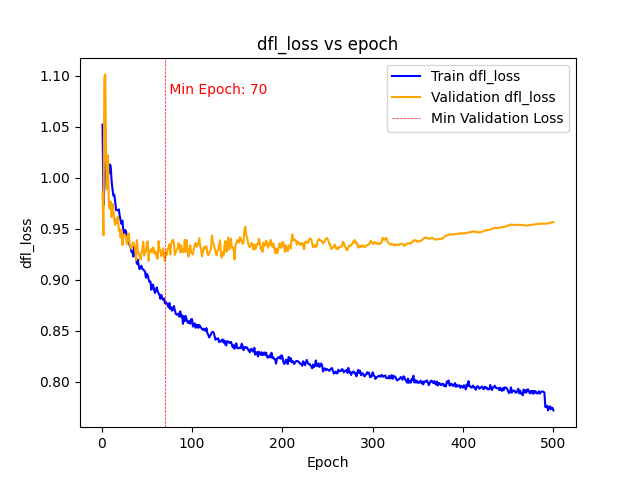 dfl_loss vs epoch
1.10
1.05
1.00
0.95
0.90
0.85
0.80
dfl_loss
Min Epoch: 70
Train dfl_loss
Validation dfl_loss
Min Validation Loss
0
100
200
300
400
500
Epoch